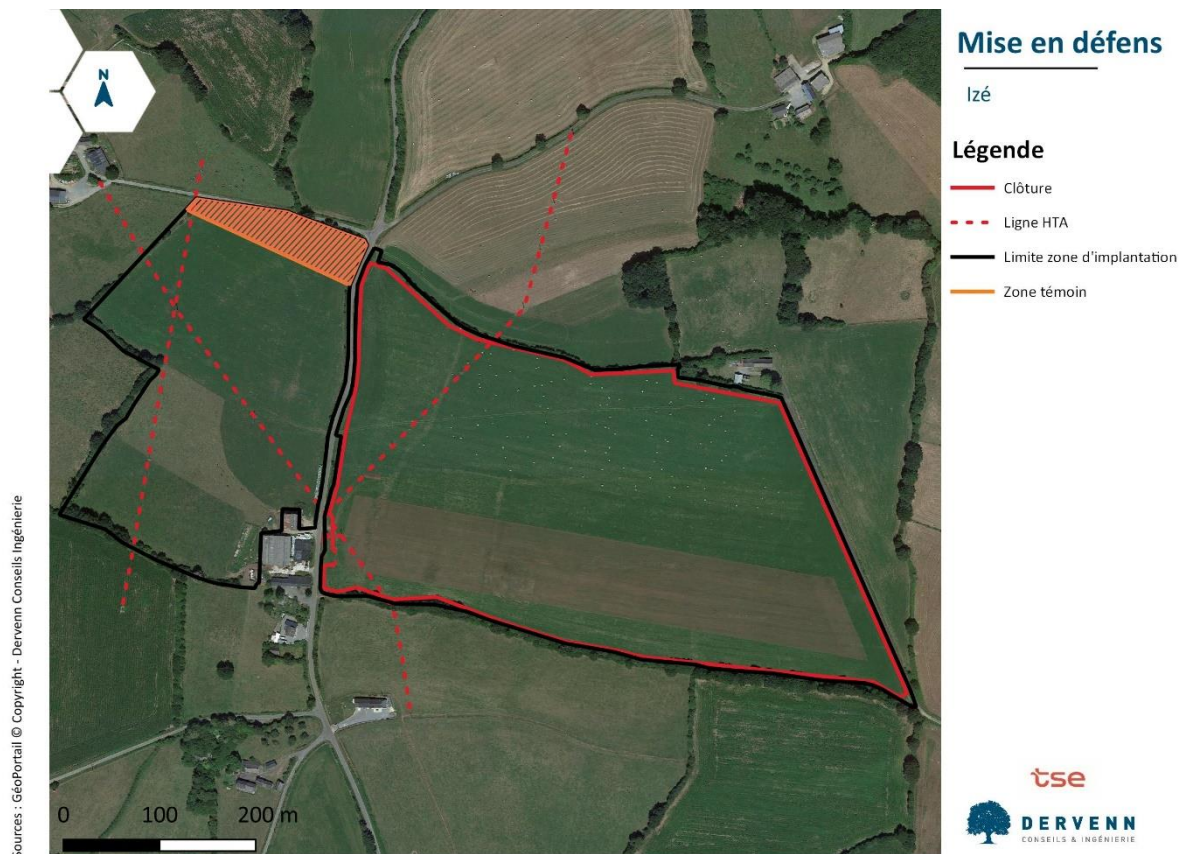 N
Mise en défens
Izé
Légende
Clôture
Ligne HTA
Limite zone d'implantation
Zone témoin
Sources : GéoPortail © Copyright - Dervenn Conseils Ingénierie
0 100 200 m
tse
DERVENN
CONSEILS & INGÉNIERIE